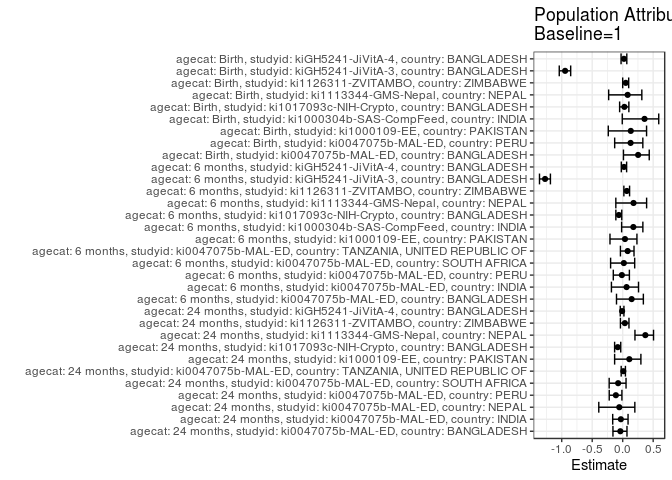 Population Attribu
Baseline=1
agecat: Birth, studyid: kiGH5241-JiVitA-4, country: BANGLADESH
agecat: Birth, studyid: kiGH5241-JiVitA-3, country: BANGLADESH
agecat: Birth, studyid: ki1126311-ZVITAMBO, country: ZIMBABWE
agecat: Birth, studyid: ki1113344-GMS-Nepal, country: NEPAL
agecat: Birth, studyid: ki1017093c-NIH-Crypto, country: BANGLADESH
agecat: Birth, studyid: ki1000304b-SAS-CompFeed, country: INDIA
agecat: Birth, studyid: ki1000109-EE, country: PAKISTAN
agecat: Birth, studyid: ki0047075b-MAL-ED, country: PERU
agecat: Birth, studyid: ki0047075b-MAL-ED, country: BANGLADESH
agecat: 6 months, studyid: kiGH5241-JiVitA-4, country: BANGLADESH
agecat: 6 months, studyid: kiGH5241-JiVitA-3, country: BANGLADESH
agecat: 6 months, studyid: ki1126311-ZVITAMBO, country: ZIMBABWE
agecat: 6 months, studyid: ki1113344-GMS-Nepal, country: NEPAL
agecat: 6 months, studyid: ki1017093c-NIH-Crypto, country: BANGLADESH
agecat: 6 months, studyid: ki1000304b-SAS-CompFeed, country: INDIA
agecat: 6 months, studyid: ki1000109-EE, country: PAKISTAN
agecat: 6 months, studyid: ki0047075b-MAL-ED, country: TANZANIA, UNITED REPUBLIC OF
agecat: 6 months, studyid: ki0047075b-MAL-ED, country: SOUTH AFRICA
agecat: 6 months, studyid: ki0047075b-MAL-ED, country: PERU
agecat: 6 months, studyid: ki0047075b-MAL-ED, country: INDIA
agecat: 6 months, studyid: ki0047075b-MAL-ED, country: BANGLADESH
agecat: 24 months, studyid: kiGH5241-JiVitA-4, country: BANGLADESH
agecat: 24 months, studyid: ki1126311-ZVITAMBO, country: ZIMBABWE
agecat: 24 months, studyid: ki1113344-GMS-Nepal, country: NEPAL
agecat: 24 months, studyid: ki1017093c-NIH-Crypto, country: BANGLADESH
agecat: 24 months, studyid: ki1000109-EE, country: PAKISTAN
agecat: 24 months, studyid: ki0047075b-MAL-ED, country: TANZANIA, UNITED REPUBLIC OF
agecat: 24 months, studyid: ki0047075b-MAL-ED, country: SOUTH AFRICA
agecat: 24 months, studyid: ki0047075b-MAL-ED, country: PERU
agecat: 24 months, studyid: ki0047075b-MAL-ED, country: NEPAL
agecat: 24 months, studyid: ki0047075b-MAL-ED, country: INDIA
agecat: 24 months, studyid: ki0047075b-MAL-ED, country: BANGLADESH
-1.0 -0.5 0.0 0.5
Estimate